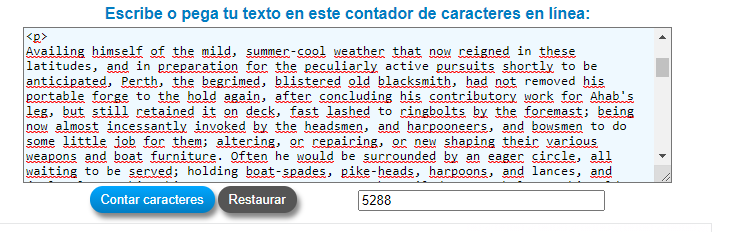 Escribe o pega tu texto en este contador de caracteres en línea:
<p>
Availing himself of the mild, summer-cool weather that now reigned in these
latitudes, and in preparation for the peculiarly active pursuits shortly to be
anticipated, Perth, the begrimed, blistered old blacksmith, had not removed his
portable forge to the hold again, after concluding his contributory work for Ahab's
leg, but still retained it on deck, fast lashed to ringbolts by the foremast; being
now almost incessantly invoked by the headsmen, and harpooneers, and bowsmen to do
some little job for them; altering, or repairing, or new shaping their various
weapons and boat furniture. Often he would be surrounded by an eager circle, all
waiting to be served; holding boat-spades, pike-heads, harpoons, and lances, and
Contar caracteres Restaurar 5288